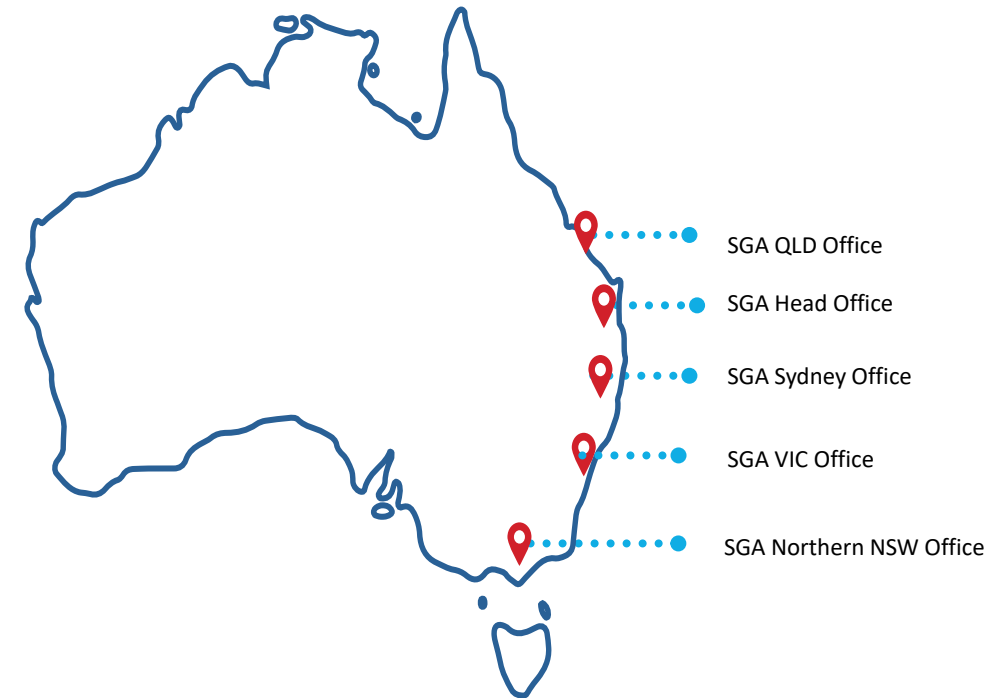 SGA QLD Office
SGA Head Office
SGA Sydney Office
SGA VIC Office
SGA Northern NSW Office